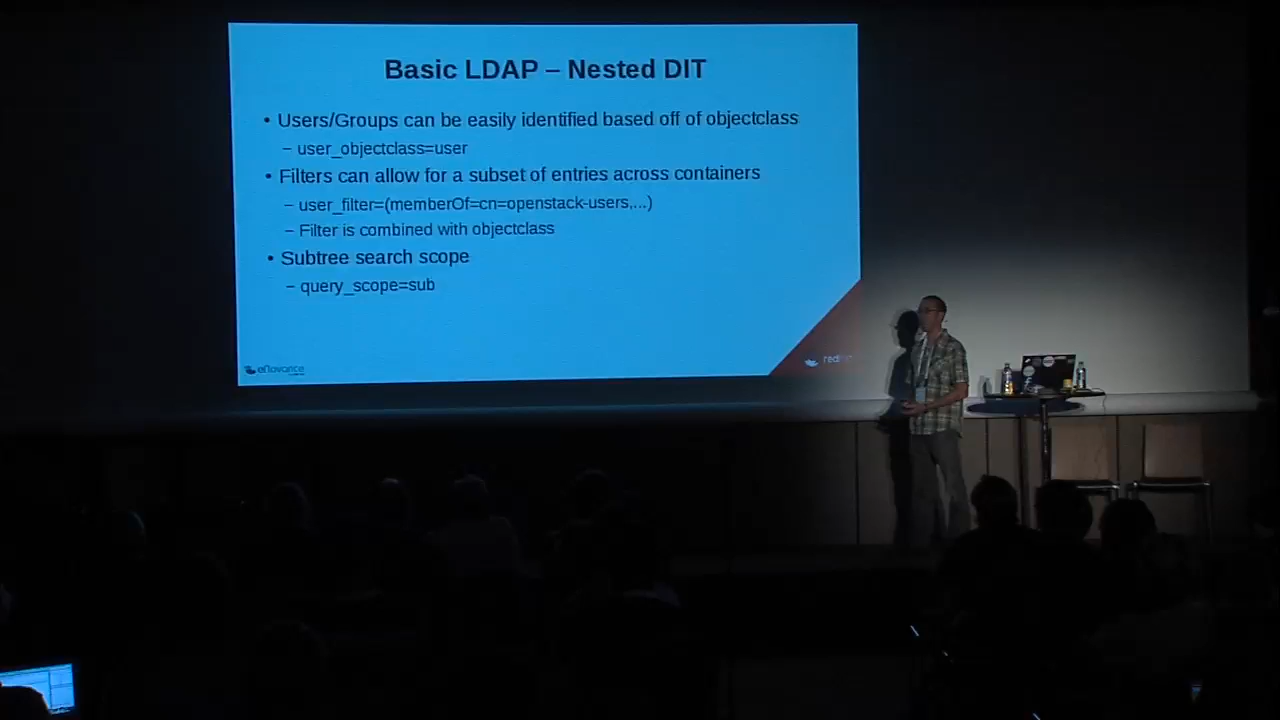 Basic LDAP – Nested DIT
• Users/Groups can be easily identified based off of objectclass
– user_objectclass=user
• Filters can allow for a subset of entries across containers
– user_filter=(memberOf=cn=openstack-users,...)
– Filter is combined with objectclass
• Subtree search scope
– query_scope=sub
eNovance